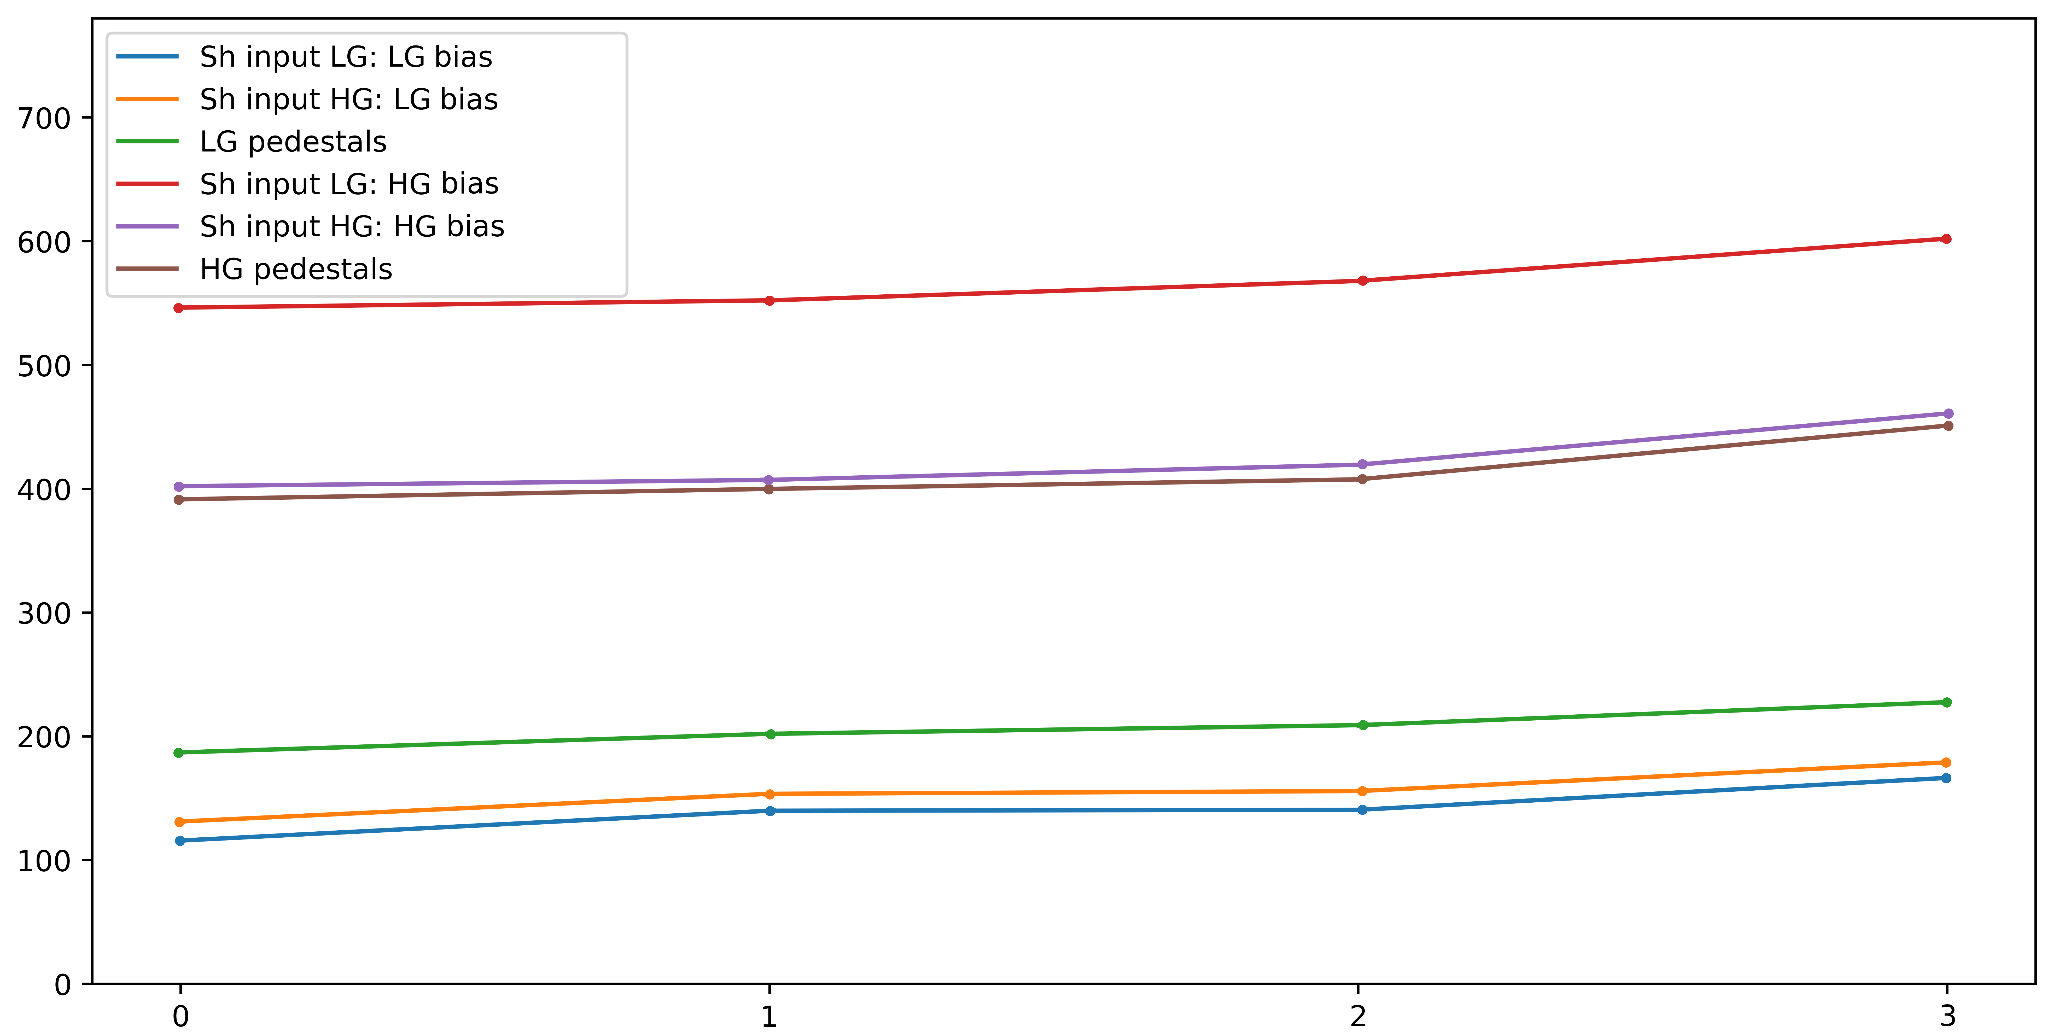 Sh input LG: LG bias
Sh input HG: LG bias
LG pedestals
Sh input LG: HG bias
Sh input HG: HG bias
HG pedestals
700
600
500
400
300
200
100
0
0 1 2 3